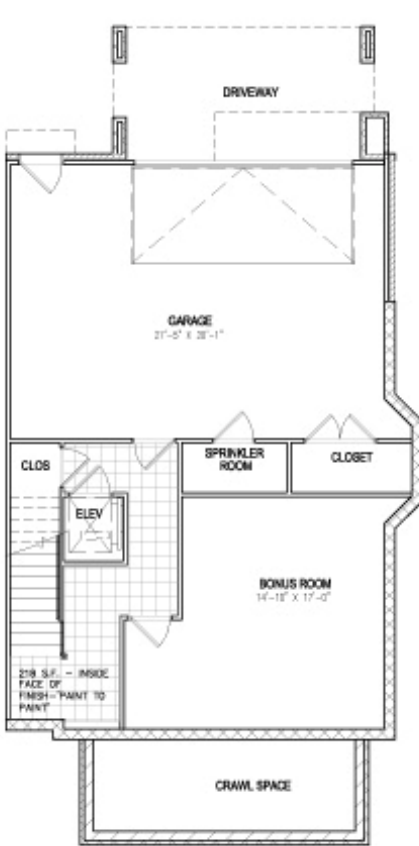 DRIVEWAY
GARAGE
21'-5" X 20'-1"
CLOS
SPRINKLER
ROOM
CLOSET
ELEV
BONUS ROOM
14'-10" X 17'-0"
218 S.F. - INSIDE
FACE OF
FINISH-"PAINT TO
PAINT"
CRAWL SPACE